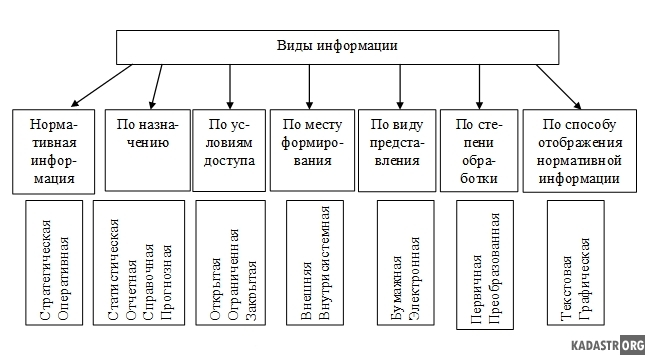 Виды информации
Норма-
тивная
инфор-
мация
По назна-
чению
По ус-
ловиям
доступа
По месту
формиро-
вания
По виду
предста-
вления
По сте-
пени
обра-
ботки
По способу
отображения
нормативной
информации
Стратегическая
Оперативная
Статистическая
Отчетная
Справочная
Прогнозная
Открытая
Ограниченная
Закрытая
Внешняя
Внутрисистемная
Бумажная
Электронная
Первичная
Преобразованная
Текстовая
Графическая
KADASTR.ORG